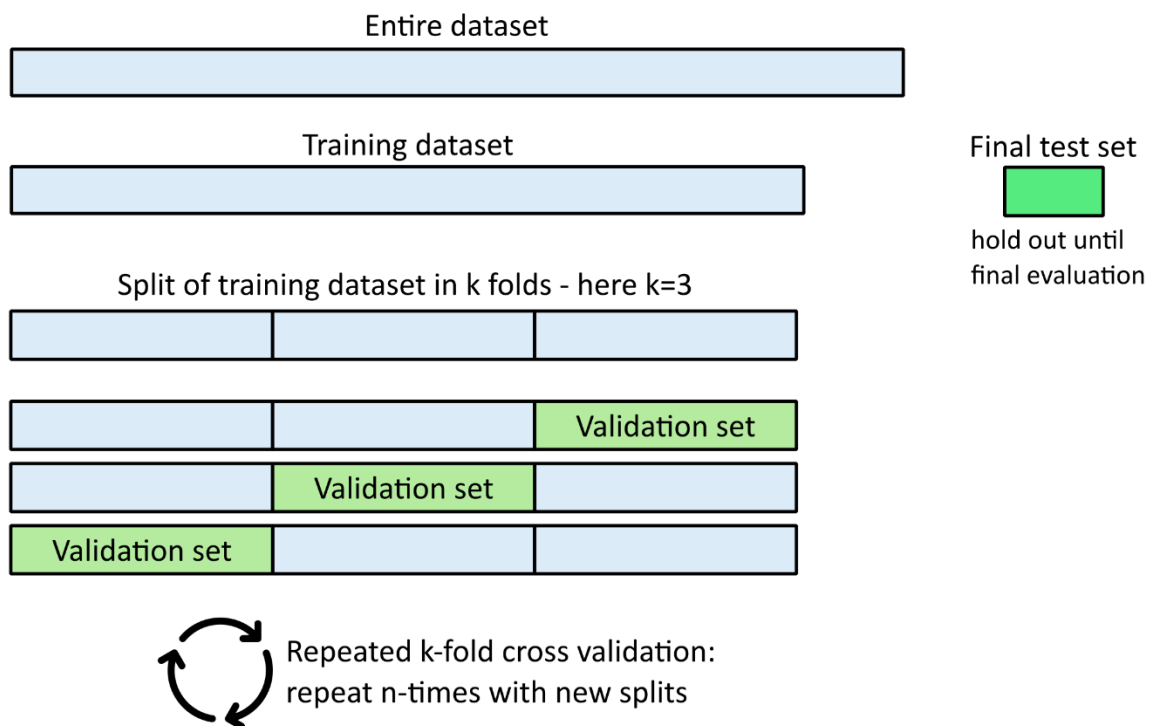 Entire dataset
Training dataset
Final test set
hold out until
final evaluation
Split of training dataset in k folds - here k=3
Validation set
Validation set
Validation set
Repeated k-fold cross validation:
repeat n-times with new splits